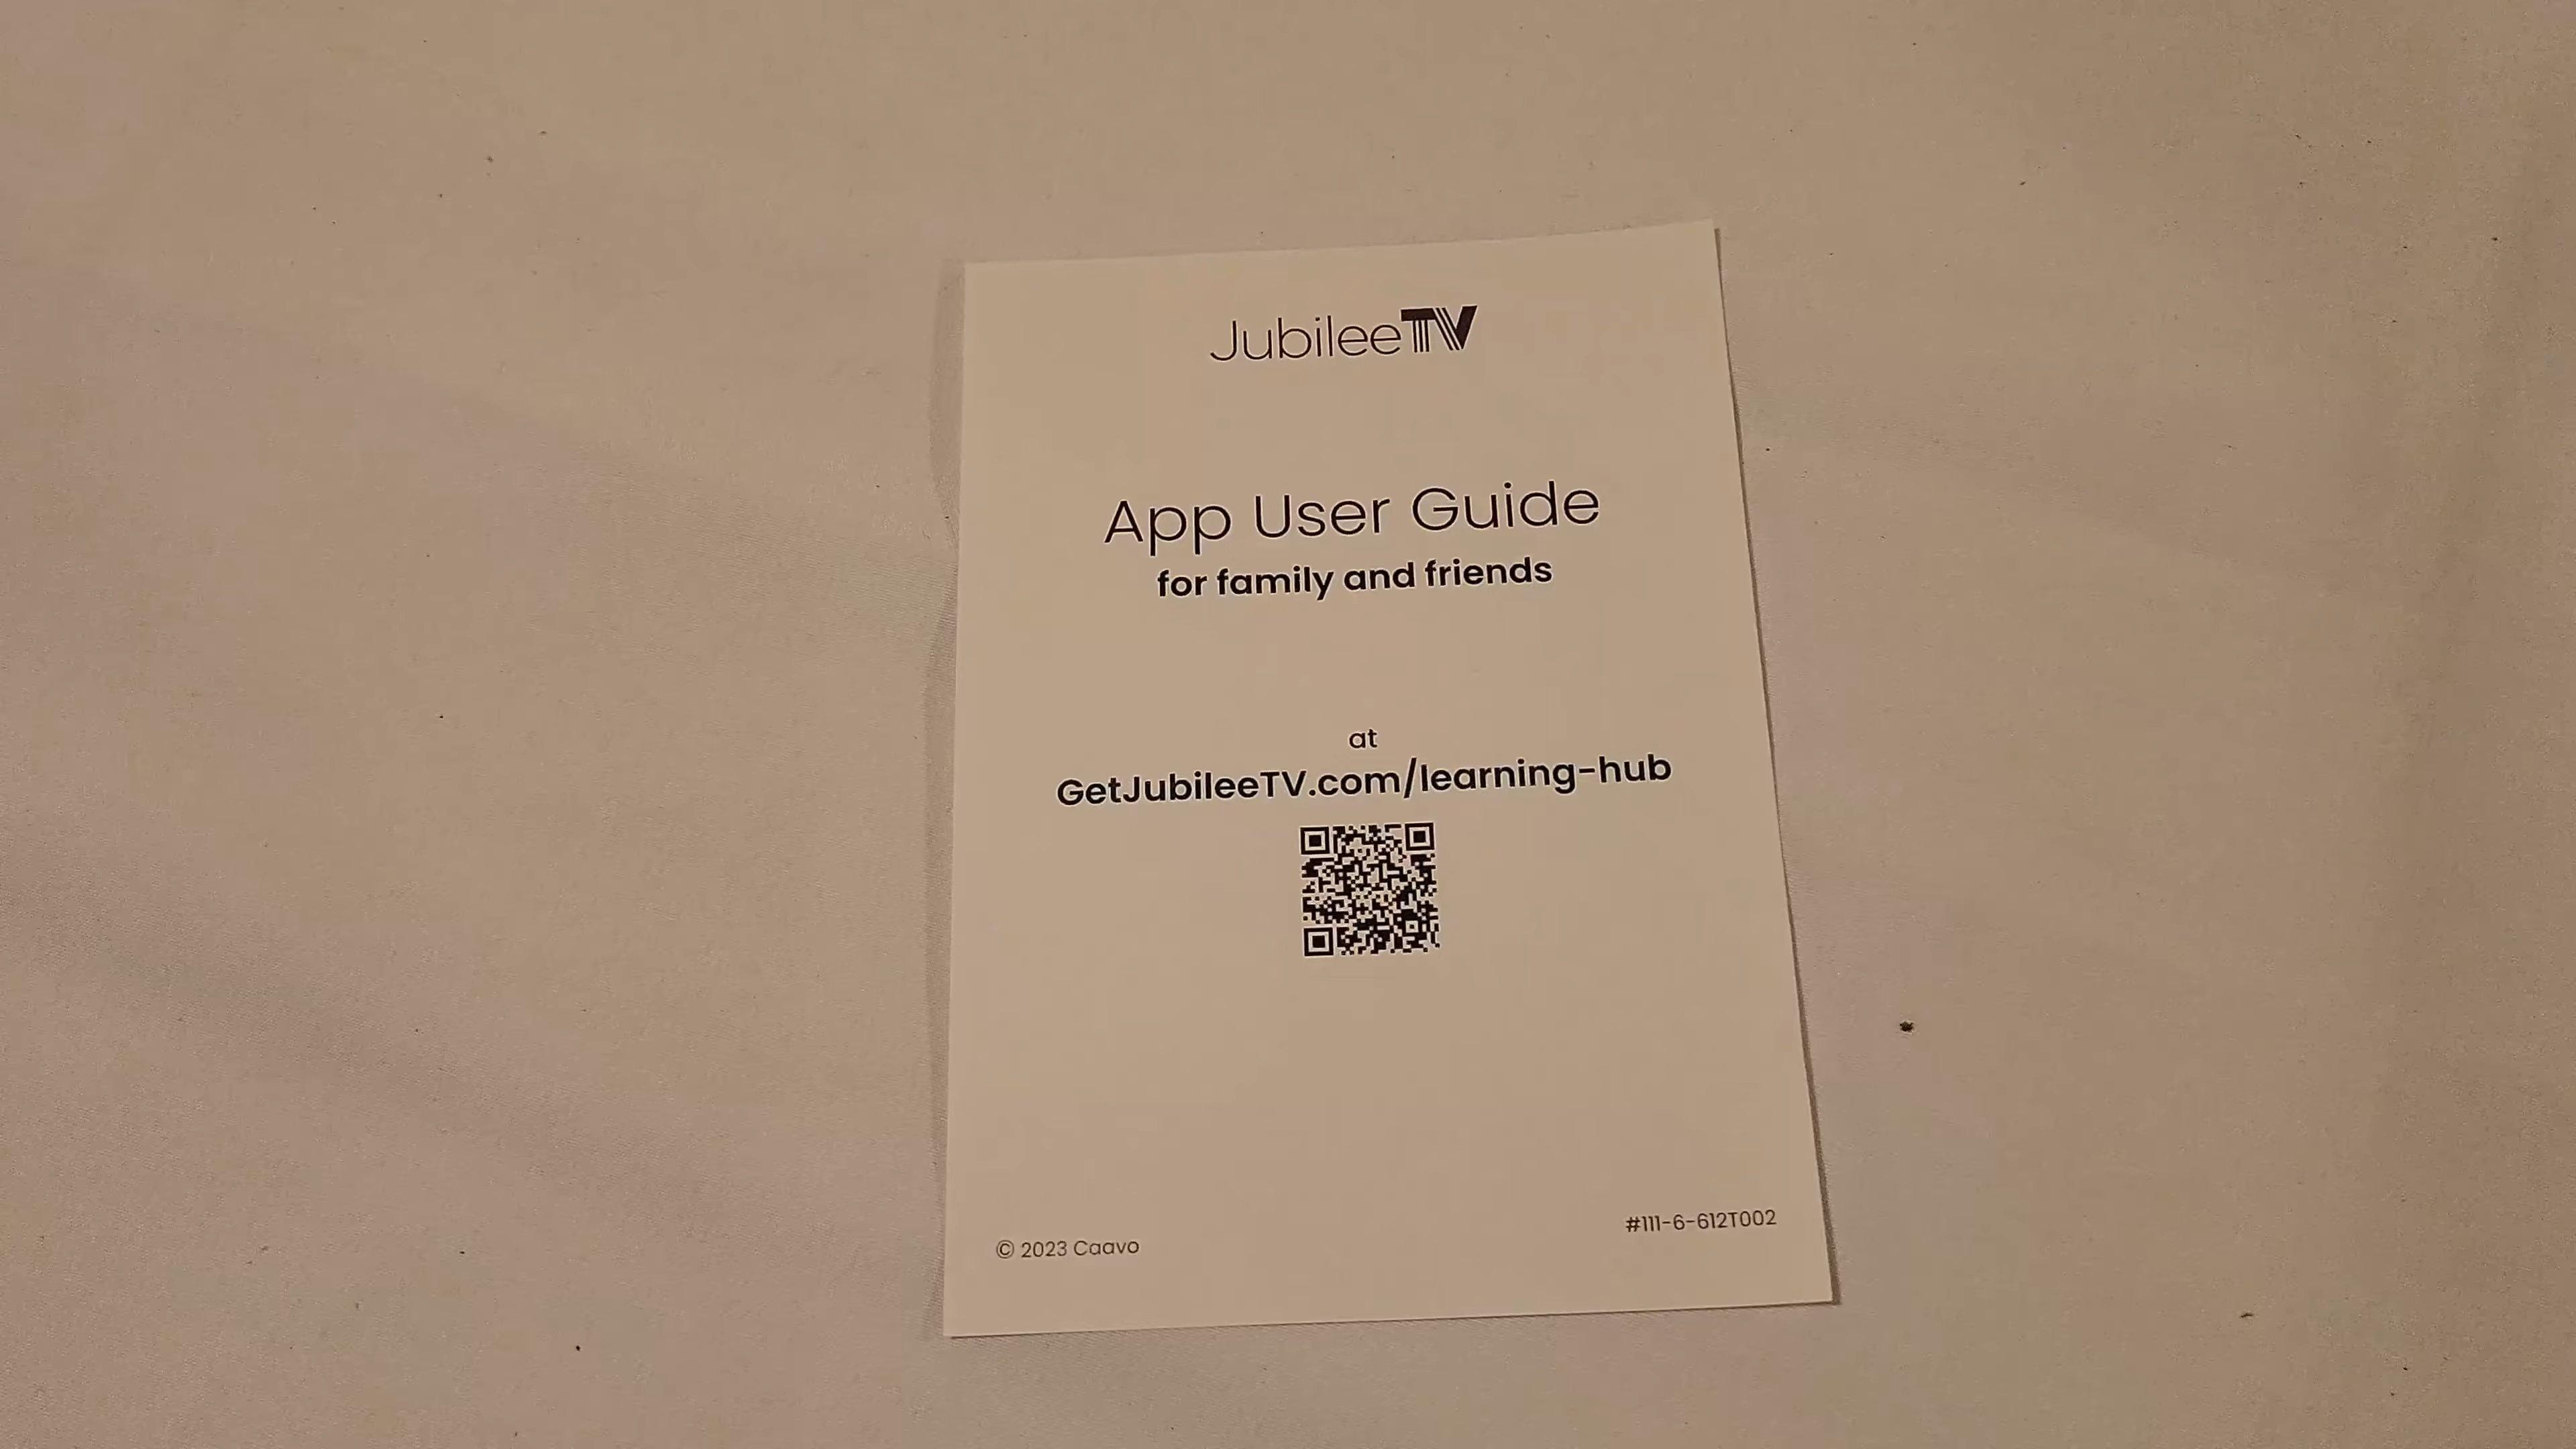 JubileeTV
App User Guide
for family and friends
at
GetJubileeTV.com/learning-hub
© 2023 Caavo
#111-6-612T002